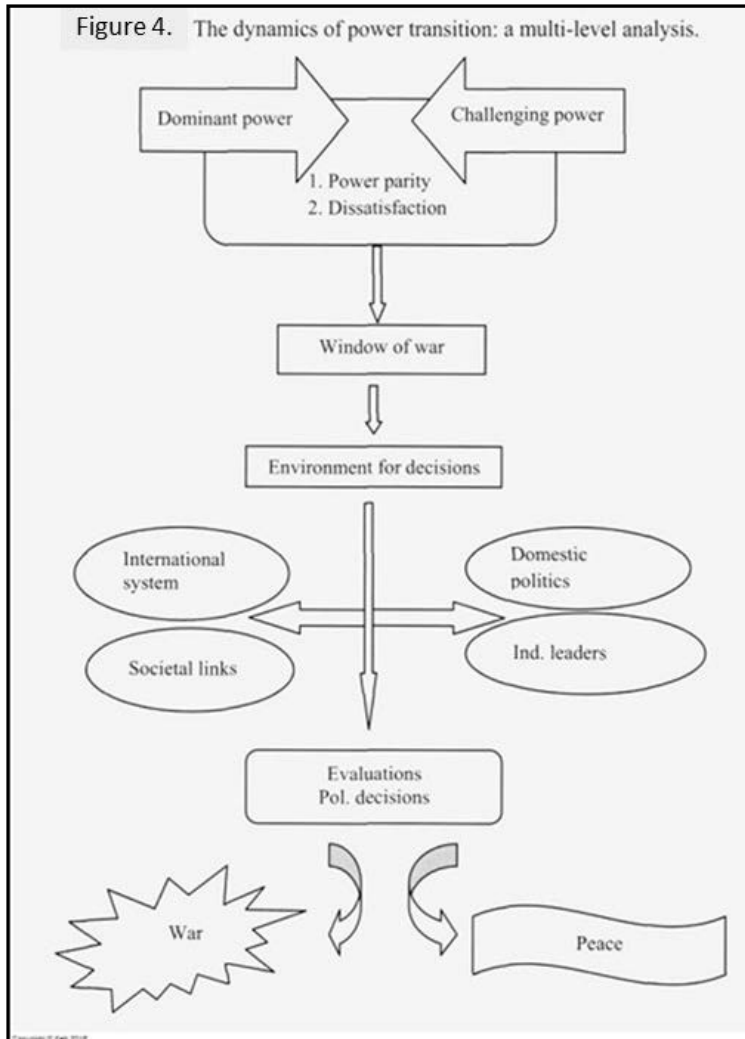 Figure 4. The dynamics of power transition: a multi-level analysis.
Dominant power
Challenging power
1. Power parity
2. Dissatisfaction
Window of war
Environment for decisions
International
system
Domestic
politics
Societal links
Ind. leaders
Evaluations
Pol. decisions
War
Peace